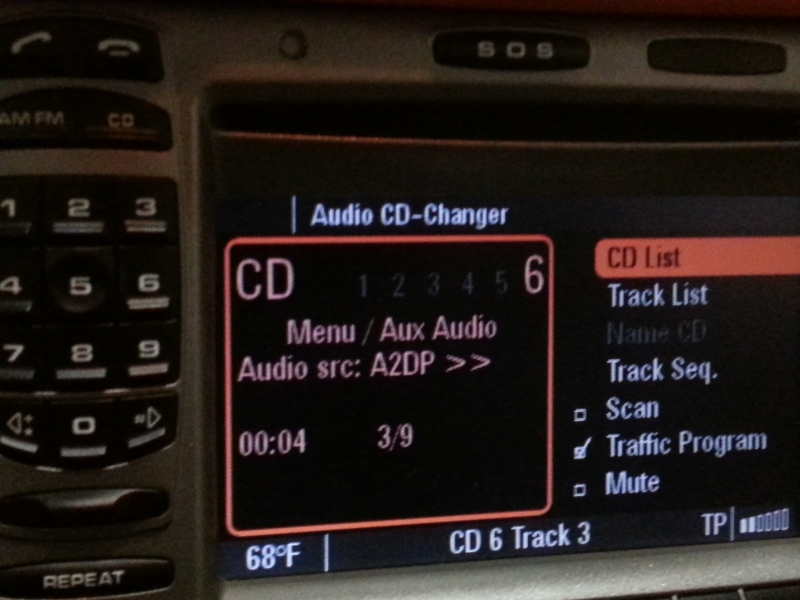 SOS
AM FM CD
1 2 3
4 5 6
7 8 9
0
REPEAT
Audio CD-Changer
CD 1 2 3 4 5 6
Menu / Aux Audio
Audio src: A2DP >>
00:04 3/9
CD List
Track List
Name CD
Track Seq.
Scan
Traffic Program
Mute
68°F CD 6 Track 3 TP